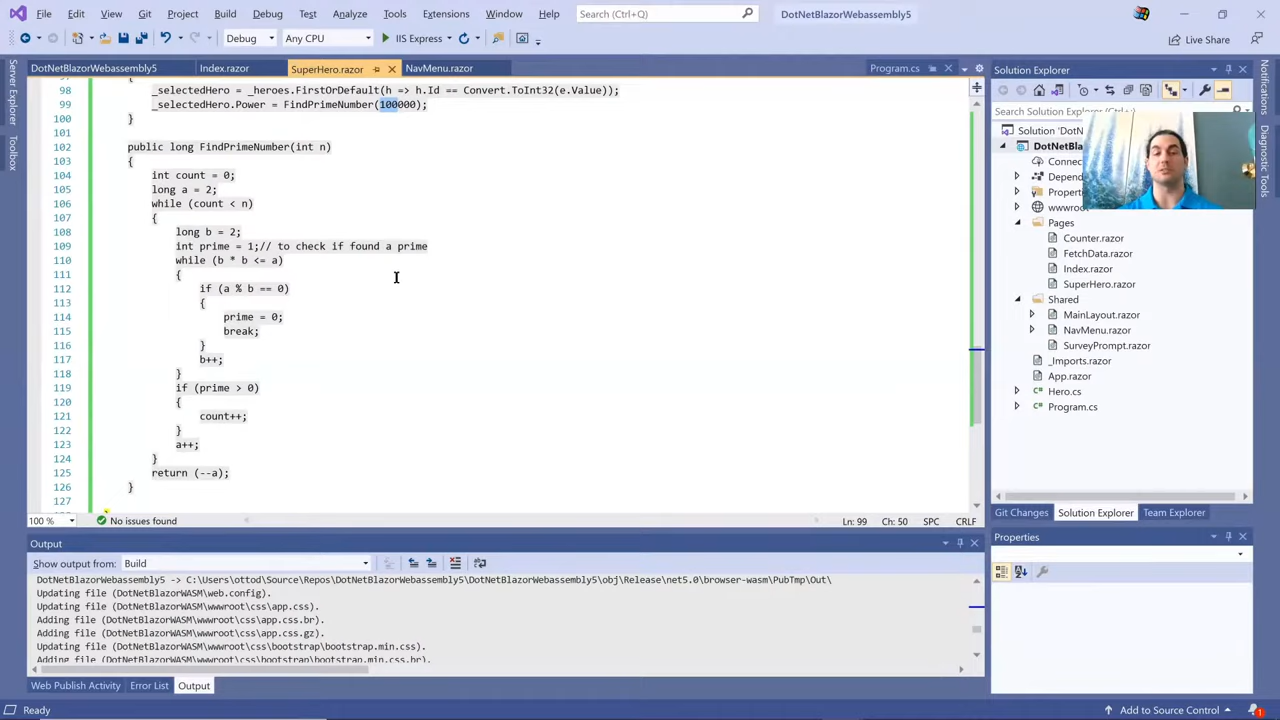 File Edit View Git Project Build Debug Test Analyze Tools Extensions Window Help Search (Ctrl+Q) DotNetBlazorWebassembly5
Debug Any CPU IIS Express Live Share
Server Explorer
Toolbox
DotNetBlazorWebassembly5 Index.razor SuperHero.razor NavMenu.razor Program.cs
98 _selectedHero = _heroes.FirstOrDefault(h => h.Id == Convert.ToInt32(e.Value));
99 _selectedHero.Power = FindPrimeNumber(100000);
100 }
101
102 public long FindPrimeNumber(int n)
103 {
104 int count = 0;
105 long a = 2;
106 while (count < n)
107 {
108 long b = 2;
109 int prime = 1;// to check if found a prime
110 while (b * b <= a)
111 {
112 if (a % b == 0)
113 {
114 prime = 0;
115 break;
116 }
117 b++;
118 }
119 if (prime > 0)
120 {
121 count++;
122 }
123 a++;
124 }
125 return (--a);
126 }
127
100 % No issues found Ln: 99 Ch: 50 SPC CRLF
Output
Show output from: Build
DotNetBlazorWebassembly5 -> C:\Users\ottod\Source\Repos\DotNetBlazorWebassembly5\DotNetBlazorWebassembly5\obj\Release\net5.0\browser-wasm\PubTmp\Out\
Updating file (DotNetBlazorWASM\web.config).
Updating file (DotNetBlazorWASM\wwwroot\css\app.css).
Adding file (DotNetBlazorWASM\wwwroot\css\app.css.br).
Adding file (DotNetBlazorWASM\wwwroot\css\app.css.gz).
Updating file (DotNetBlazorWASM\wwwroot\css\bootstrap\bootstrap.min.css).
Adding file (DotNetBlazorWASM\wwwroot\css\bootstrap\bootstrap.min.css.br).
Web Publish Activity Error List Output
Solution Explorer
Search Solution Explorer (Ctrl+;)
Solution 'DotN
DotNetBla
Connec
Depend
Properti
wwwroo
Pages
Counter.razor
FetchData.razor
Index.razor
SuperHero.razor
Shared
MainLayout.razor
NavMenu.razor
SurveyPrompt.razor
_Imports.razor
App.razor
Hero.cs
Program.cs
Git Changes Solution Explorer Team Explorer
Properties
Notifications
Diagnostic Tools
Ready Add to Source Control 1